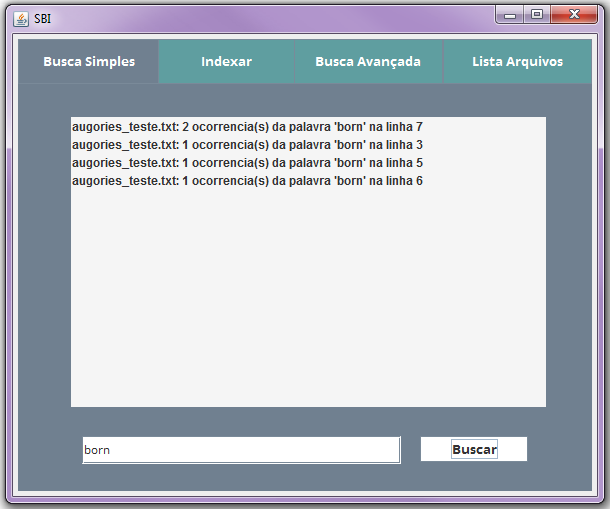 SBI
Busca Simples Indexar Busca Avançada Lista Arquivos
augories_teste.txt: 2 ocorrencia(s) da palavra 'born' na linha 7
augories_teste.txt: 1 ocorrencia(s) da palavra 'born' na linha 3
augories_teste.txt: 1 ocorrencia(s) da palavra 'born' na linha 5
augories_teste.txt: 1 ocorrencia(s) da palavra 'born' na linha 6
born Buscar